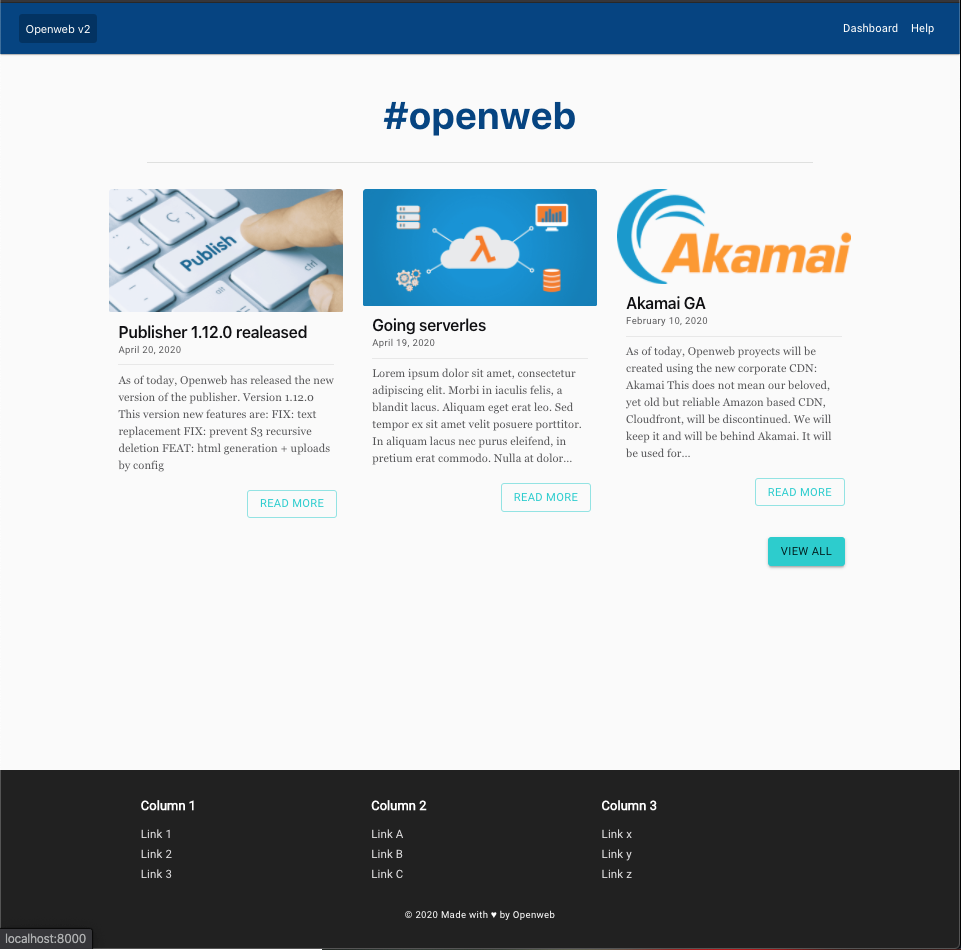 Openweb v2
Dashboard Help
#openweb
Publish
ctrl
Publisher 1.12.0 realeased
April 20, 2020
As of today, Openweb has released the new
version of the publisher. Version 1.12.0
This version new features are: FIX: text
replacement FIX: prevent S3 recursive
deletion FEAT: html generation + uploads
by config
READ MORE
λ
Going serverles
April 19, 2020
Lorem ipsum dolor sit amet, consectetur
adipiscing elit. Morbi in iaculis felis, a
blandit lacus. Aliquam eget erat leo. Sed
tempor ex sit amet velit posuere porttitor.
In aliquam lacus nec purus eleifend, in
pretium erat commodo. Nulla at dolor...
READ MORE
Akamai
Akamai GA
February 10, 2020
As of today, Openweb proyects will be
created using the new corporate CDN:
Akamai This does not mean our beloved,
yet old but reliable Amazon based CDN,
Cloudfront, will be discontinued. We will
keep it and will be behind Akamai. It will
be used for...
READ MORE
VIEW ALL
Column 1
Link 1
Link 2
Link 3
Column 2
Link A
Link B
Link C
Column 3
Link x
Link y
Link z
© 2020 Made with ♥ by Openweb
localhost:8000